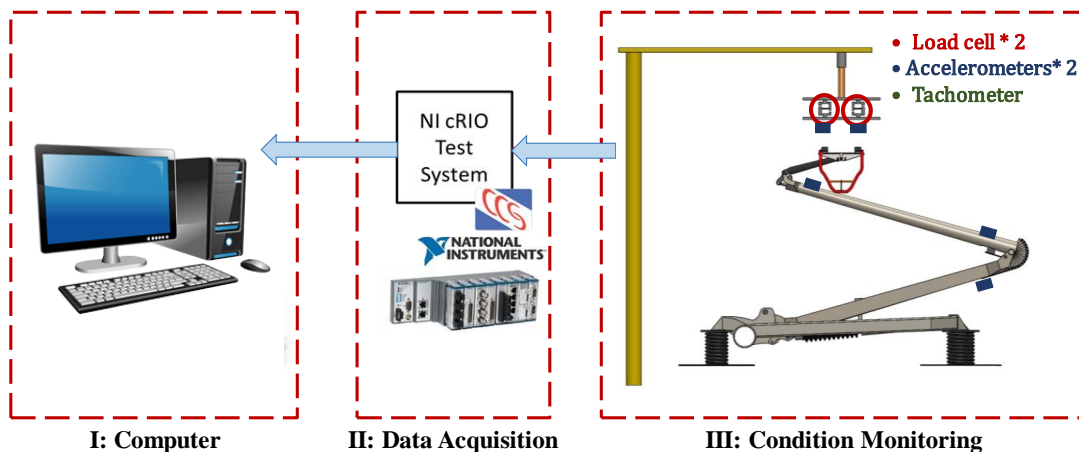 • Load cell * 2
• Accelerometers* 2
• Tachometer
NI cRIO
Test
System
CCS
NATIONAL
INSTRUMENTS
I: Computer
II: Data Acquisition
III: Condition Monitoring